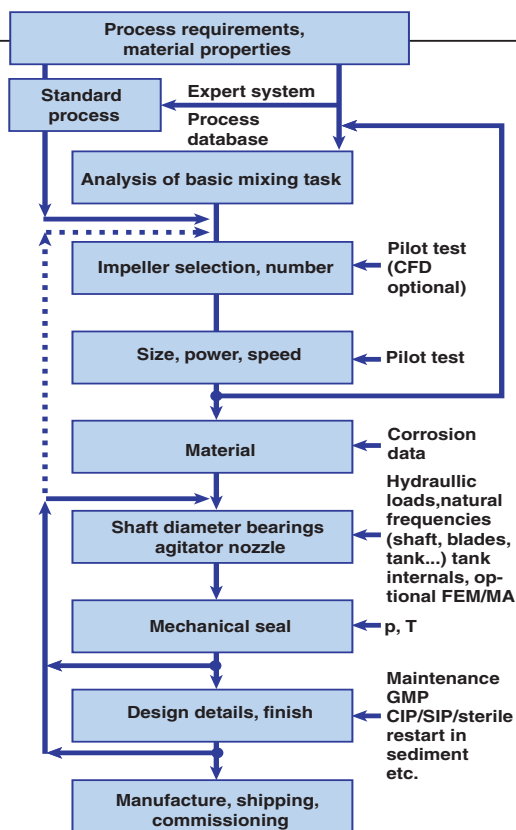 Process requirements,
material properties
Standard
process
Expert system
Process
database
Analysis of basic mixing task
Impeller selection, number
Pilot test
(CFD
optional)
Size, power, speed
Pilot test
Material
Corrosion
data
Shaft diameter bearings
agitator nozzle
Hydraullic
loads,natural
frequencies
(shaft, blades,
tank...) tank
internals, op-
tional FEM/MA
Mechanical seal
p, T
Design details, finish
Maintenance
GMP
CIP/SIP/sterile
restart in
sediment
etc.
Manufacture, shipping,
commissioning